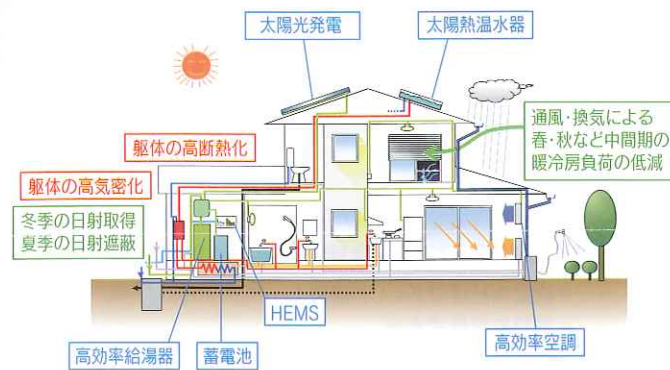 太陽光発電
太陽熱温水器
通風・換気による
春・秋など中間期の
暖冷房負荷の低減
躯体の高断熱化
躯体の高気密化
冬季の日射取得
夏季の日射遮蔽
HEMS
高効率給湯器
蓄電池
高効率空調